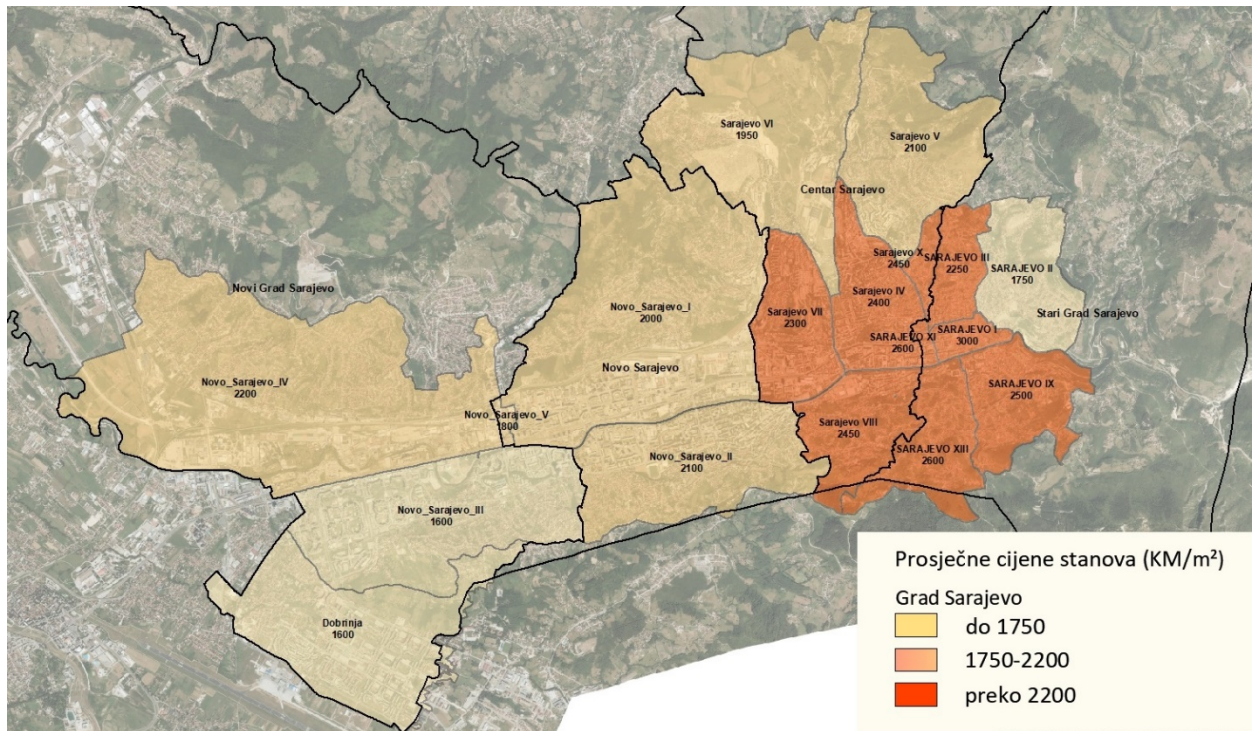 Sarajevo VI
1950
Sarajevo V
2100
Centar Sarajevo
Sarajevo X
2450
SARAJEVO III
2250
SARAJEVO II
1750
Stari Grad Sarajevo
Novi Grad Sarajevo
Novo_Sarajevo_I
2000
Sarajevo VII
2300
Sarajevo IV
2400
SARAJEVO XI
2600
SARAJEVO I
3000
Novo Sarajevo
Novo_Sarajevo_IV
2200
Novo_Sarajevo_V
1800
SARAJEVO IX
2500
Sarajevo VIII
2450
Novo_Sarajevo_II
2100
SARAJEVO XIII
2600
Novo_Sarajevo_III
1600
Dobrinja
1600
Prosječne cijene stanova (KM/m²)
Grad Sarajevo
do 1750
1750-2200
preko 2200